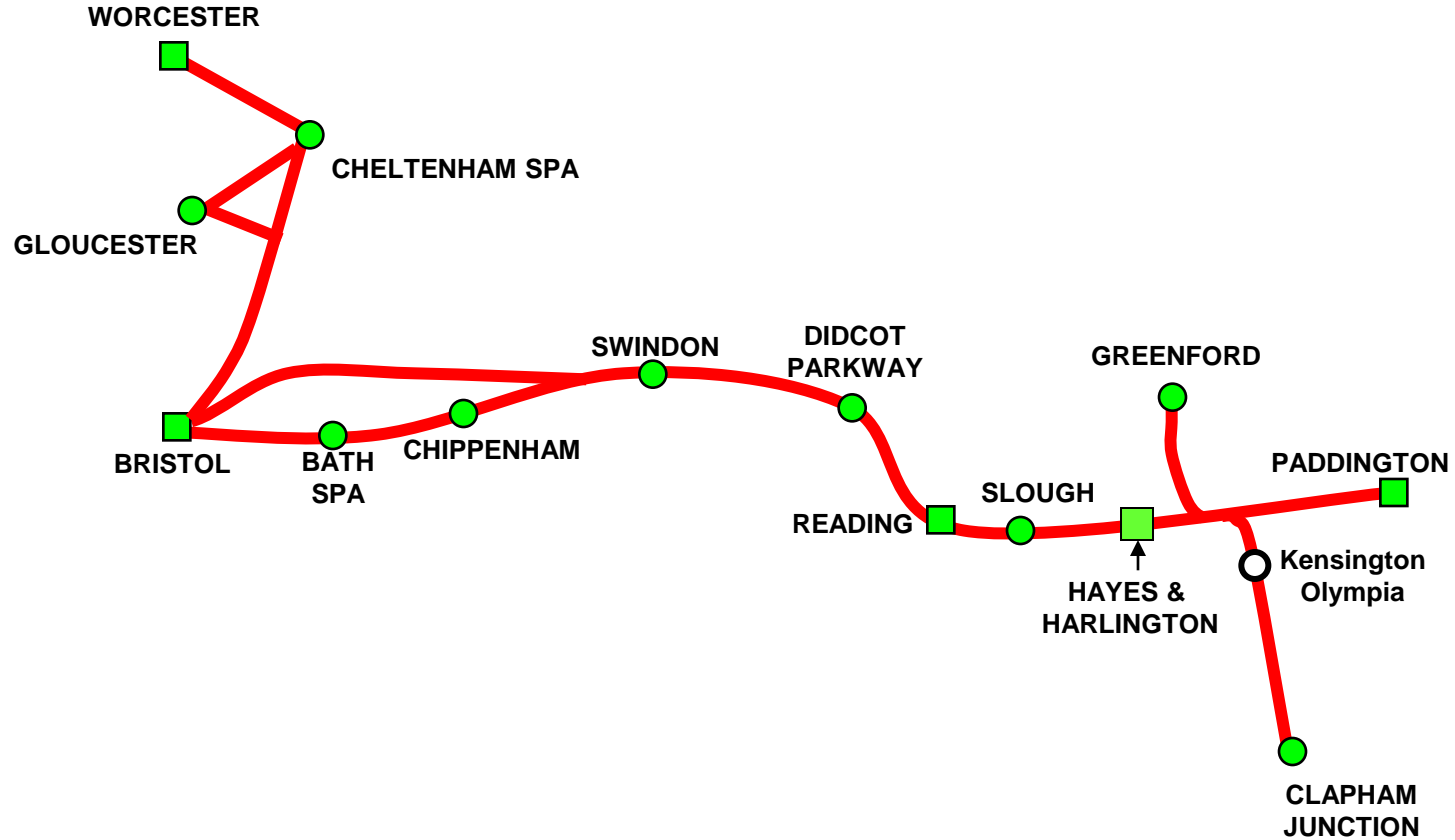 WORCESTER
CHELTENHAM SPA
GLOUCESTER
SWINDON
DIDCOT
PARKWAY
GREENFORD
BRISTOL
BATH
SPA
CHIPPENHAM
PADDINGTON
READING
SLOUGH
HAYES &
HARLINGTON
Kensington
Olympia
CLAPHAM
JUNCTION